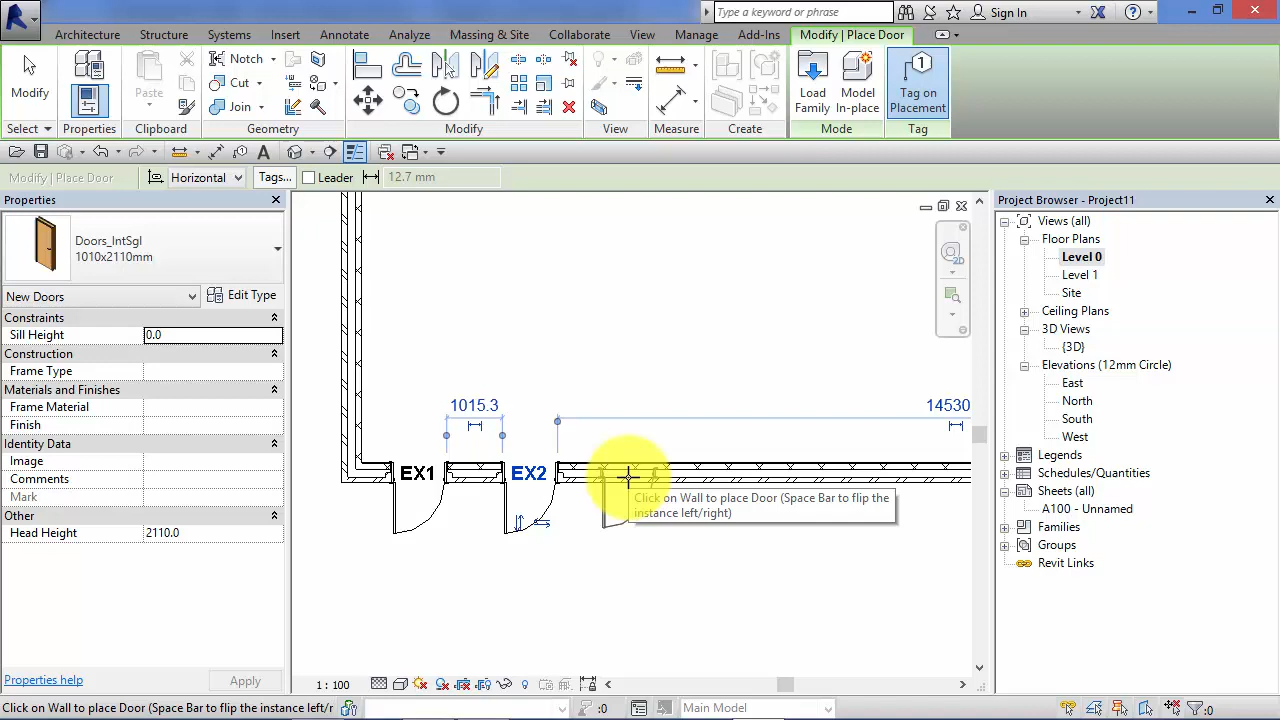 Type a keyword or phrase
Sign In
Architecture
Structure
Systems
Insert
Annotate
Analyze
Massing & Site
Collaborate
View
Manage
Add-Ins
Modify | Place Door
Modify
Paste
Notch
Cut
Join
Load
Family
Model
In-place
1
Tag on
Placement
Select
Properties
Clipboard
Geometry
Modify
View
Measure
Create
Mode
Tag
Modify | Place Door
Horizontal
Tags...
Leader
12.7 mm
Properties
Doors_IntSgl
1010x2110mm
New Doors
Edit Type
Constraints
Sill Height
0.0
Construction
Frame Type
Materials and Finishes
Frame Material
Finish
Identity Data
Image
Comments
Mark
Other
Head Height
2110.0
Properties help
Apply
2D
1015.3
14530
EX1
EX2
Click on Wall to place Door (Space Bar to flip the
instance left/right)
Project Browser - Project11
Views (all)
Floor Plans
Level 0
Level 1
Site
Ceiling Plans
3D Views
{3D}
Elevations (12mm Circle)
East
North
South
West
Legends
Schedules/Quantities
Sheets (all)
A100 - Unnamed
Families
Groups
Revit Links
1 : 100
Click on Wall to place Door (Space Bar to flip the instance left/r
:0
Main Model
:0